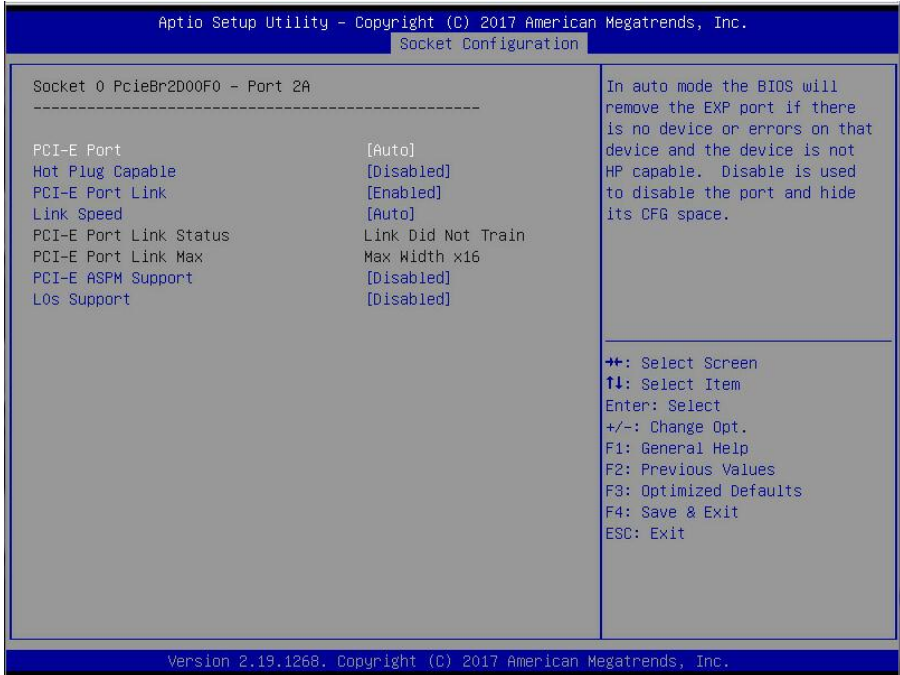 Aptio Setup Utility – Copyright (C) 2017 American Megatrends, Inc.
Socket Configuration
Socket 0 PcieBr2D00F0 – Port 2A
--------------------------------------------------
PCI-E Port [Auto]
Hot Plug Capable [Disabled]
PCI-E Port Link [Enabled]
Link Speed [Auto]
PCI-E Port Link Status Link Did Not Train
PCI-E Port Link Max Max Width x16
PCI-E ASPM Support [Disabled]
L0s Support [Disabled]
In auto mode the BIOS will
remove the EXP port if there
is no device or errors on that
device and the device is not
HP capable.  Disable is used
to disable the port and hide
its CFG space.
→←: Select Screen
↑↓: Select Item
Enter: Select
+/-: Change Opt.
F1: General Help
F2: Previous Values
F3: Optimized Defaults
F4: Save & Exit
ESC: Exit
Version 2.19.1268. Copyright (C) 2017 American Megatrends, Inc.